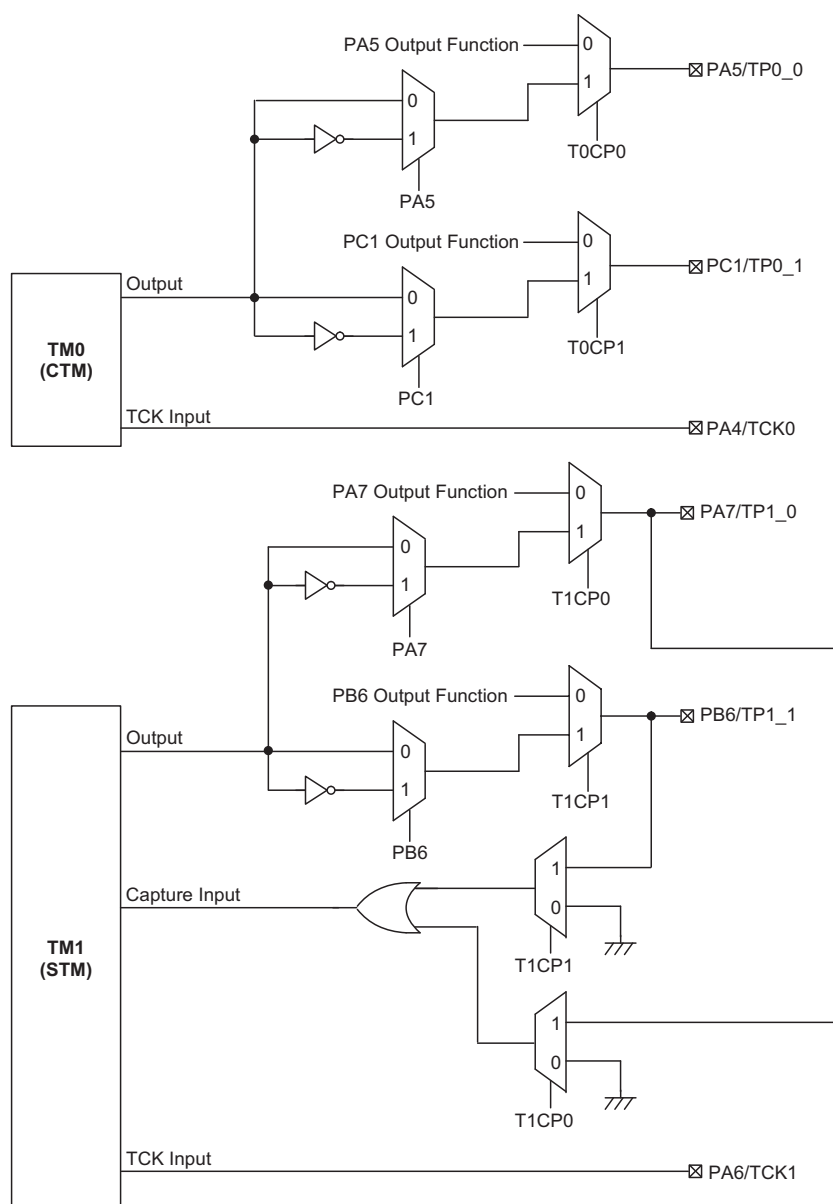 PA5 Output Function
0
PA5/TP0_0
1
0
1
T0CP0
PA5
PC1 Output Function
0
PC1/TP0_1
1
Output
0
1
TM0
(CTM)
T0CP1
PC1
TCK Input
PA4/TCK0
PA7 Output Function
0
PA7/TP1_0
1
0
1
T1CP0
PA7
PB6 Output Function
0
PB6/TP1_1
1
Output
0
1
T1CP1
PB6
1
Capture Input
0
TM1
(STM)
T1CP1
1
0
T1CP0
TCK Input
PA6/TCK1